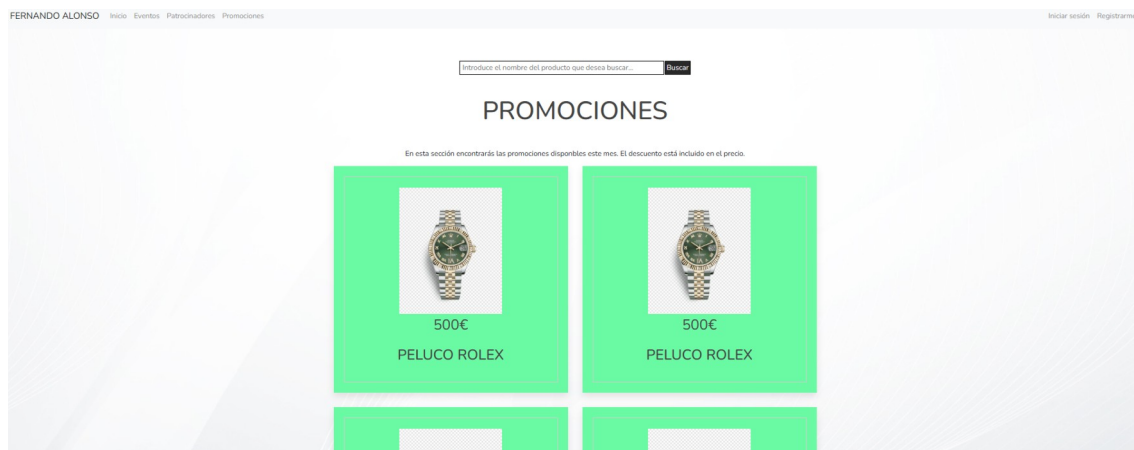 FERNANDO ALONSO Inicio Eventos Patrocinadores Promociones Iniciar sesión
Introduce el nombre del producto que desea buscar... Buscar
PROMOCIONES
En esta sección encontrarás las promociones disponbles este mes. El descuento está incluido en el precio.
500€ 500€
PELUCO ROLEX PELUCO ROLEX